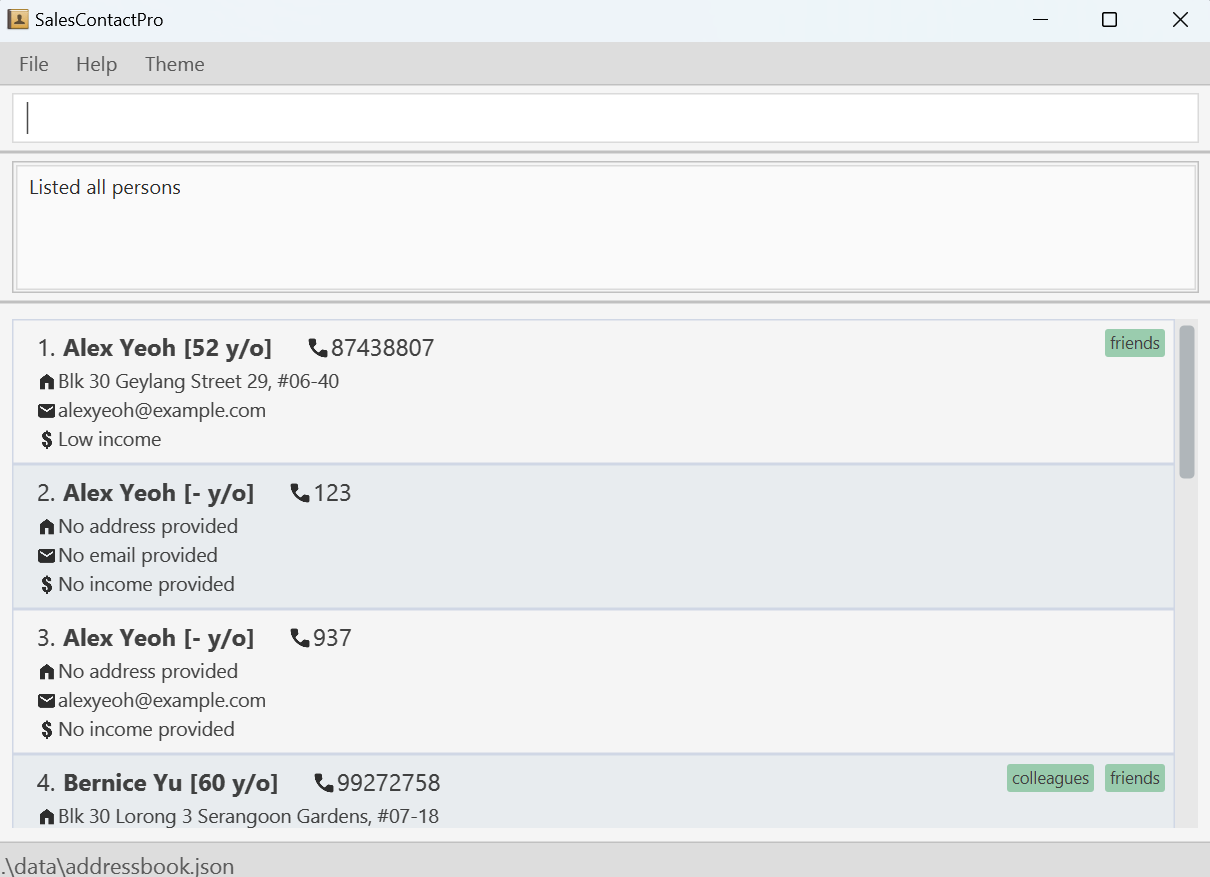 SalesContactPro
File Help Theme
Listed all persons
1. Alex Yeoh [52 y/o] 87438807 friends
Blk 30 Geylang Street 29, #06-40
alexyeoh@example.com
$ Low income
2. Alex Yeoh [- y/o] 123
No address provided
No email provided
$ No income provided
3. Alex Yeoh [- y/o] 937
No address provided
alexyeoh@example.com
$ No income provided
4. Bernice Yu [60 y/o] 99272758 colleagues friends
Blk 30 Lorong 3 Serangoon Gardens, #07-18
.\data\addressbook.json